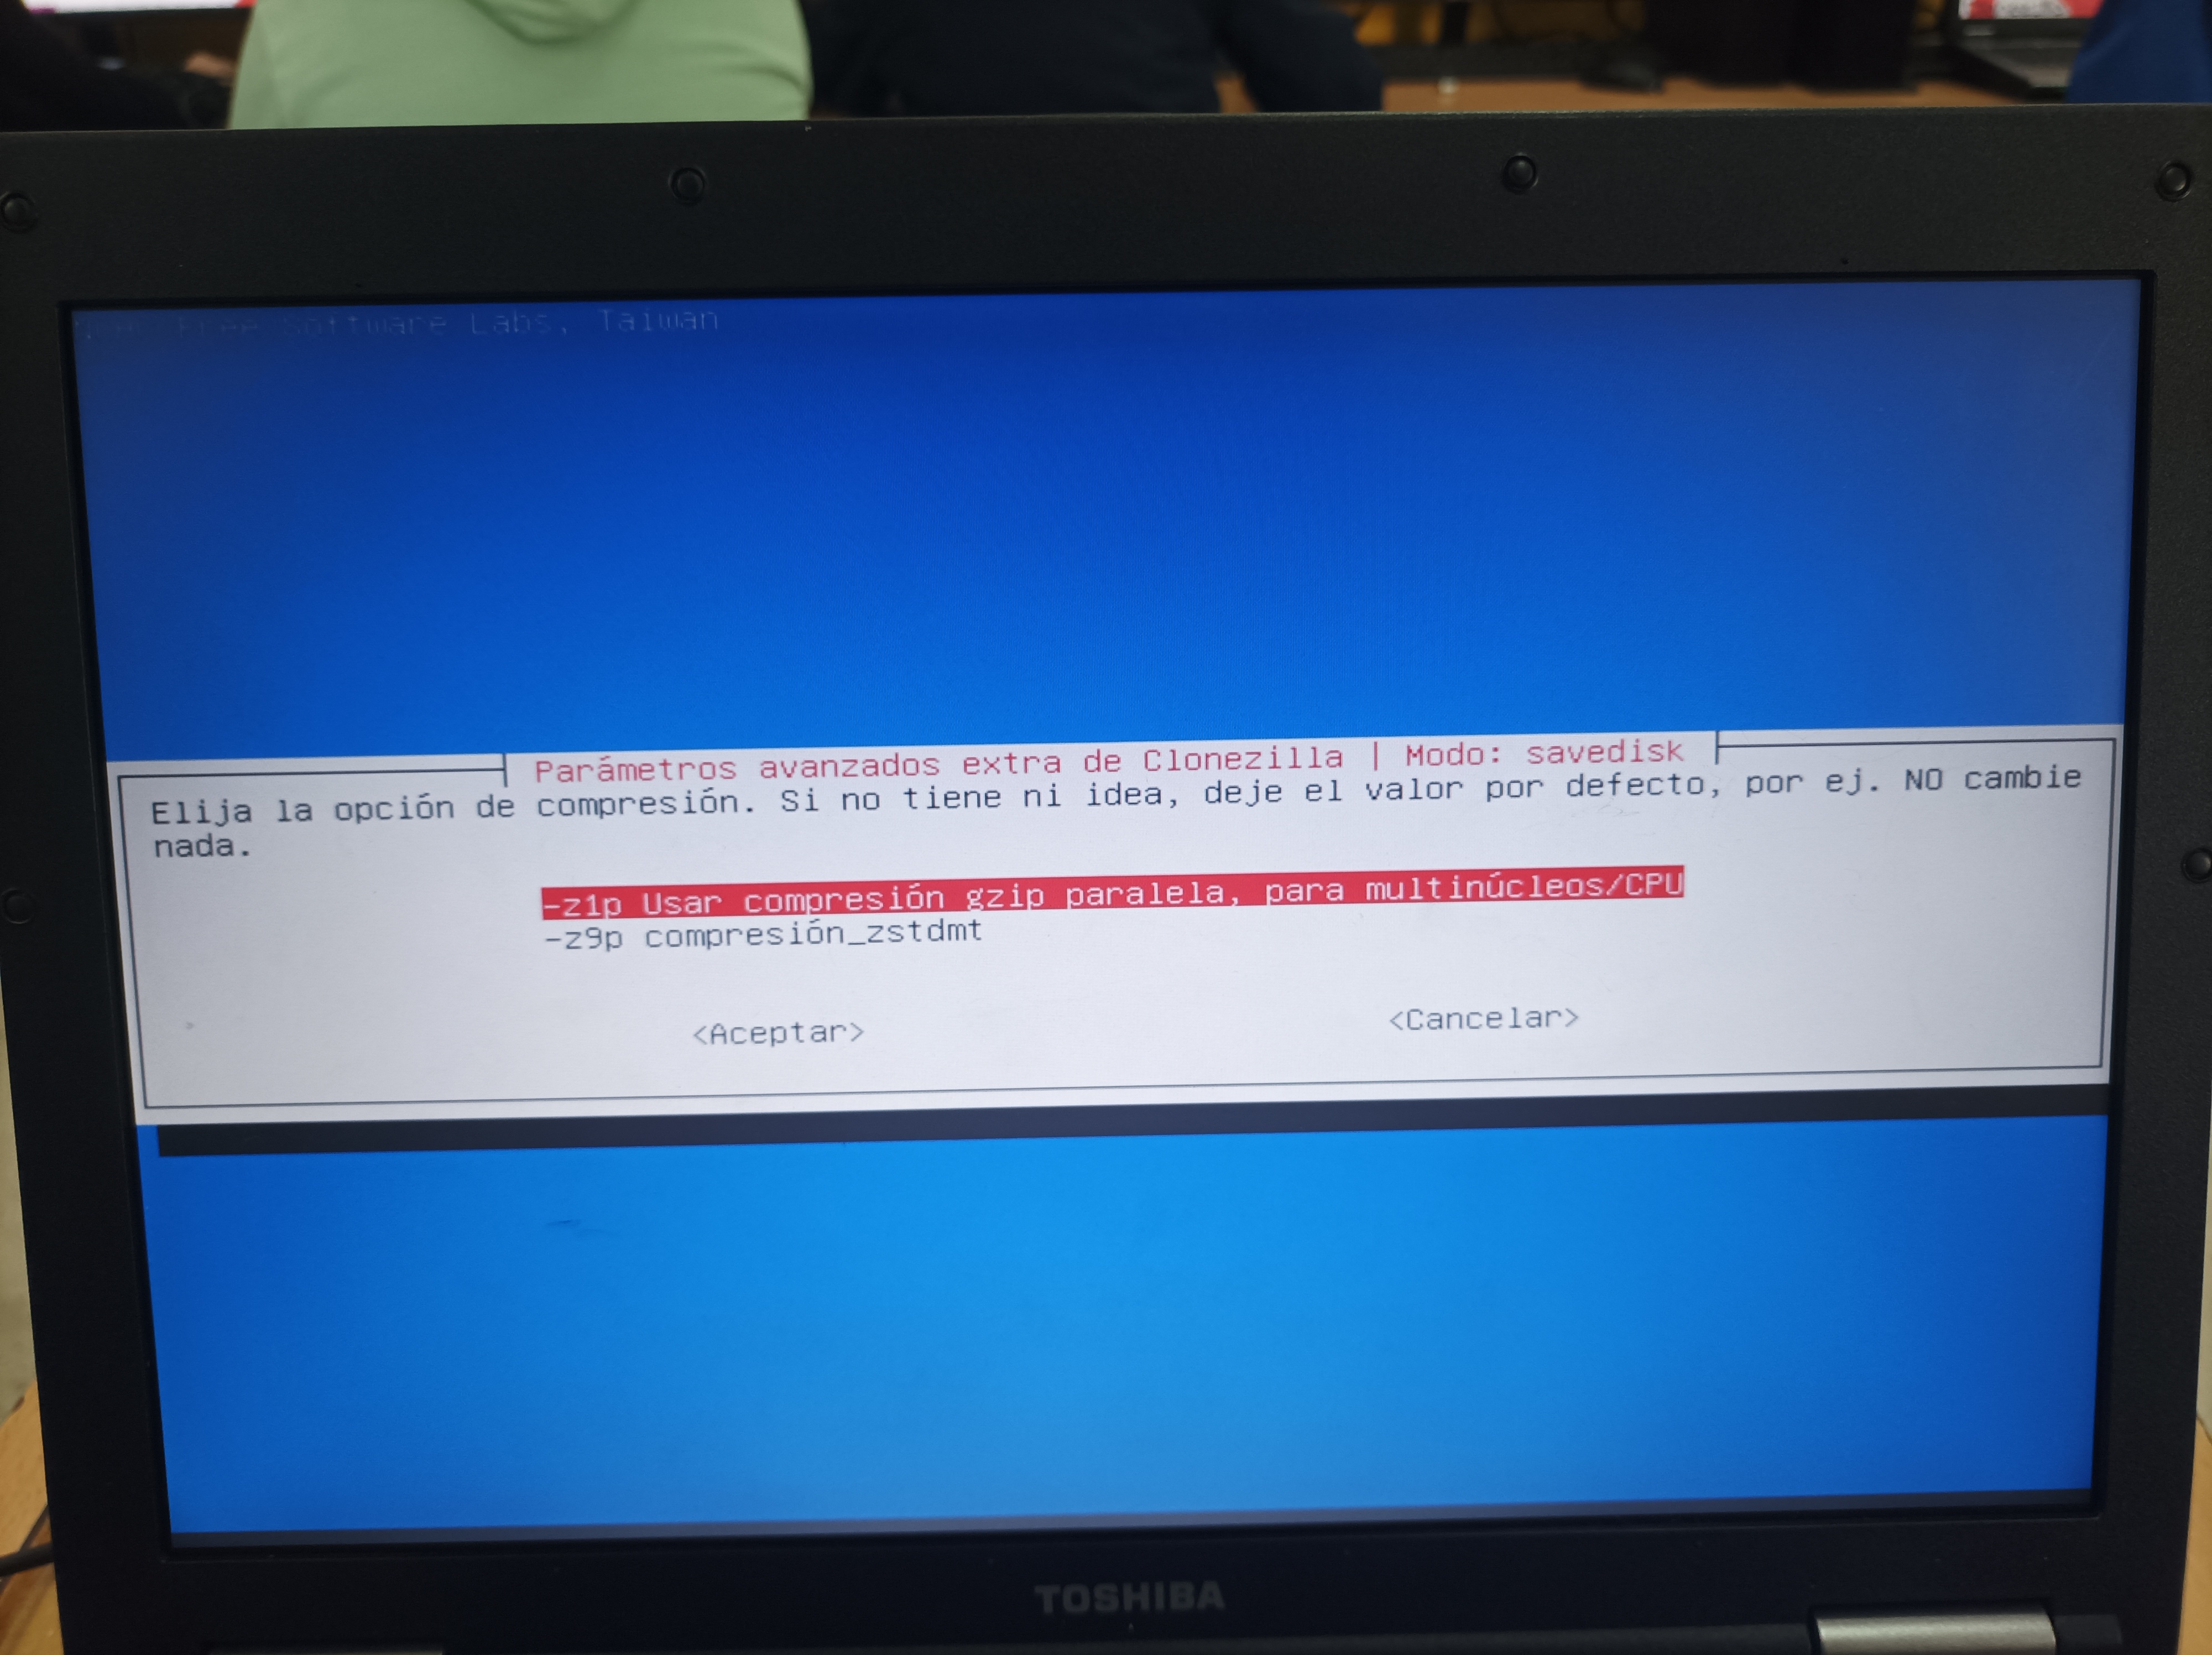 Free Software Labs, Taiwan
Parámetros avanzados extra de Clonezilla | Modo: savedisk
Elija la opción de compresión. Si no tiene ni idea, deje el valor por defecto, por ej. NO cambie
nada.
-z1p Usar compresión gzip paralela, para multinúcleos/CPU
-z9p compresión_zstdmt
<Aceptar> <Cancelar>
TOSHIBA